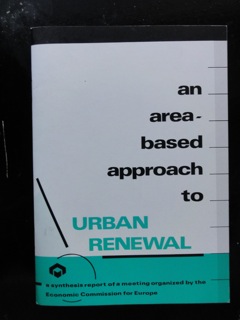 an
area-
based
approach
to
URBAN
RENEWAL
a synthesis report of a meeting organized by the
Economic Commission for Europe